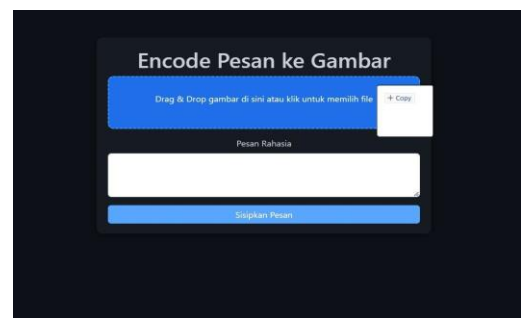 Encode Pesan ke Gambar
Drag & Drop gambar di sini atau klik untuk memilih file
+ Copy
Pesan Rahasia
Sisipkan Pesan